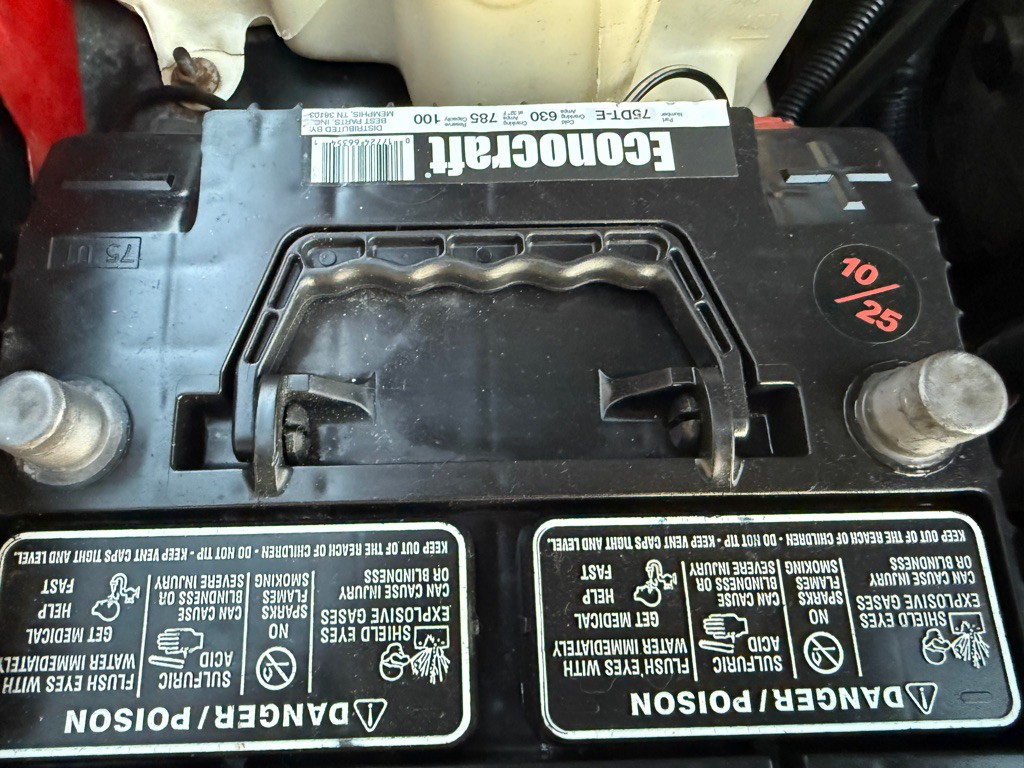 Econocraft
Part Number 75DT-E
Cold Cranking Amps 630
Cranking Amps at 32°F 785
Reserve Capacity 100
DISTRIBUTED BY:
BEST PARTS, INC.
MEMPHIS, TN 38103
75 UT
10/25
DANGER/POISON
SHIELD EYES
EXPLOSIVE GASES
CAN CAUSE INJURY
OR BLINDNESS
NO
SPARKS
FLAMES
SMOKING
SULFURIC
ACID
CAN CAUSE
BLINDNESS OR
SEVERE INJURY
FLUSH EYES WITH
WATER IMMEDIATELY
GET MEDICAL
HELP
FAST
KEEP OUT OF THE REACH OF CHILDREN - DO NOT TIP - KEEP VENT CAPS TIGHT AND LEVEL.
DANGER/POISON
SHIELD EYES
EXPLOSIVE GASES
CAN CAUSE INJURY
OR BLINDNESS
NO
SPARKS
FLAMES
SMOKING
SULFURIC
ACID
CAN CAUSE
BLINDNESS OR
SEVERE INJURY
FLUSH EYES WITH
WATER IMMEDIATELY
GET MEDICAL
HELP
FAST
KEEP OUT OF THE REACH OF CHILDREN - DO NOT TIP - KEEP VENT CAPS TIGHT AND LEVEL.